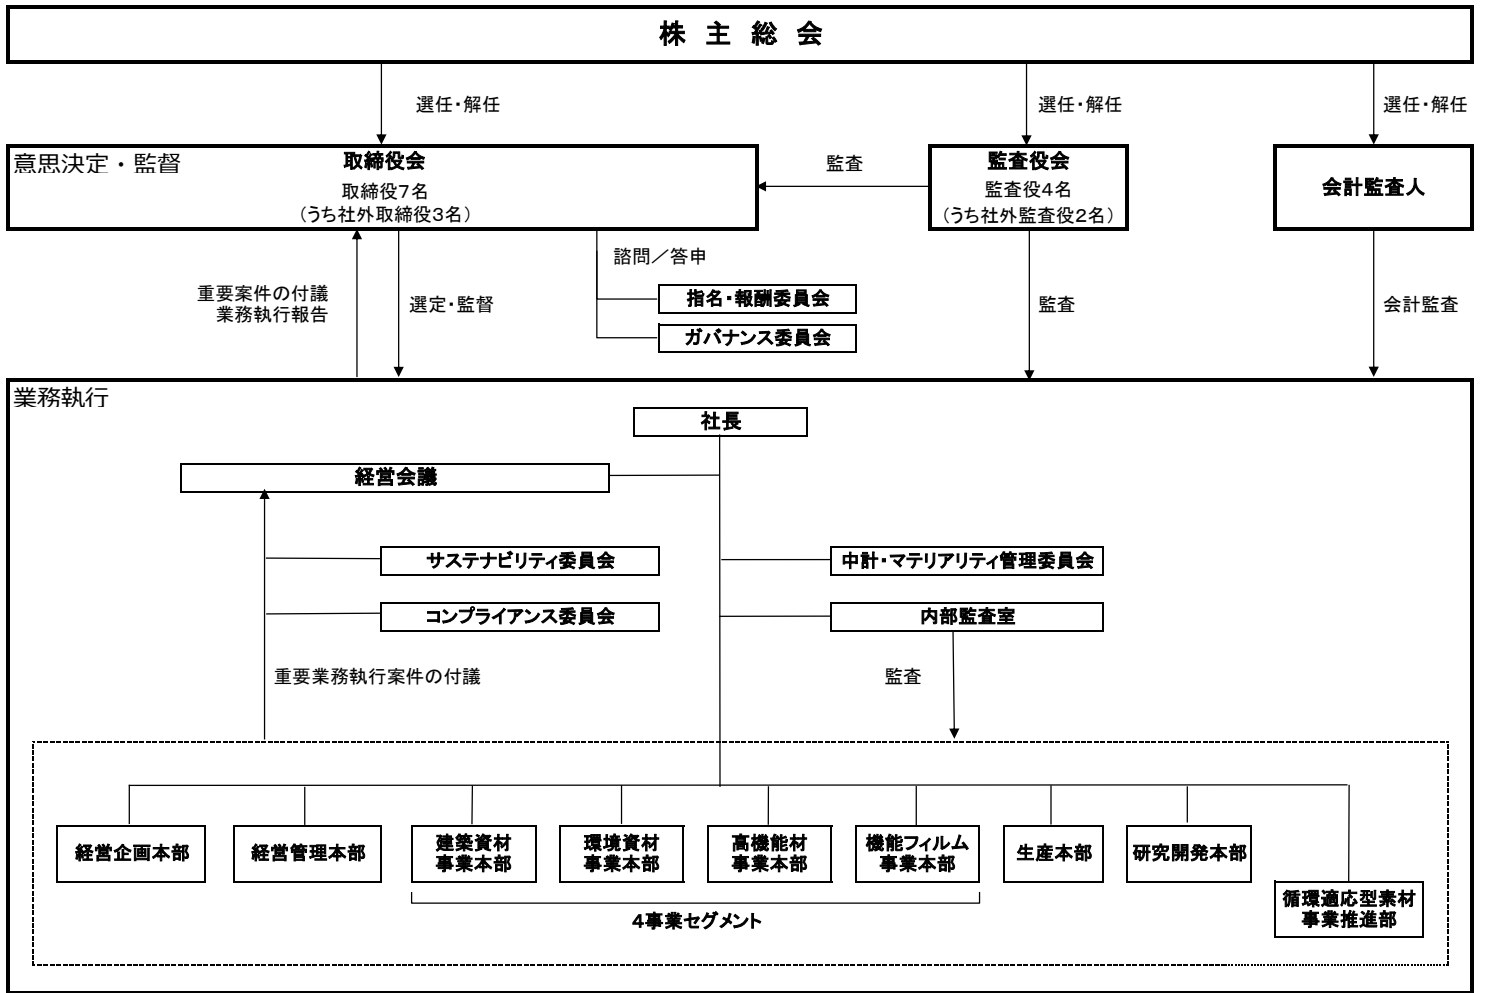 株 主 総 会
選任・解任
選任・解任
選任・解任
意思決定・監督
取締役会
取締役7名
（うち社外取締役3名）
監査
監査役会
監査役4名
（うち社外監査役2名）
会計監査人
諮問／答申
指名・報酬委員会
ガバナンス委員会
重要案件の付議
業務執行報告
選定・監督
監査
会計監査
業務執行
社長
経営会議
サステナビリティ委員会
中計・マテリアリティ管理委員会
コンプライアンス委員会
内部監査室
重要業務執行案件の付議
監査
経営企画本部
経営管理本部
建築資材
事業本部
環境資材
事業本部
高機能材
事業本部
機能フィルム
事業本部
生産本部
研究開発本部
循環適応型素材
事業推進部
4事業セグメント